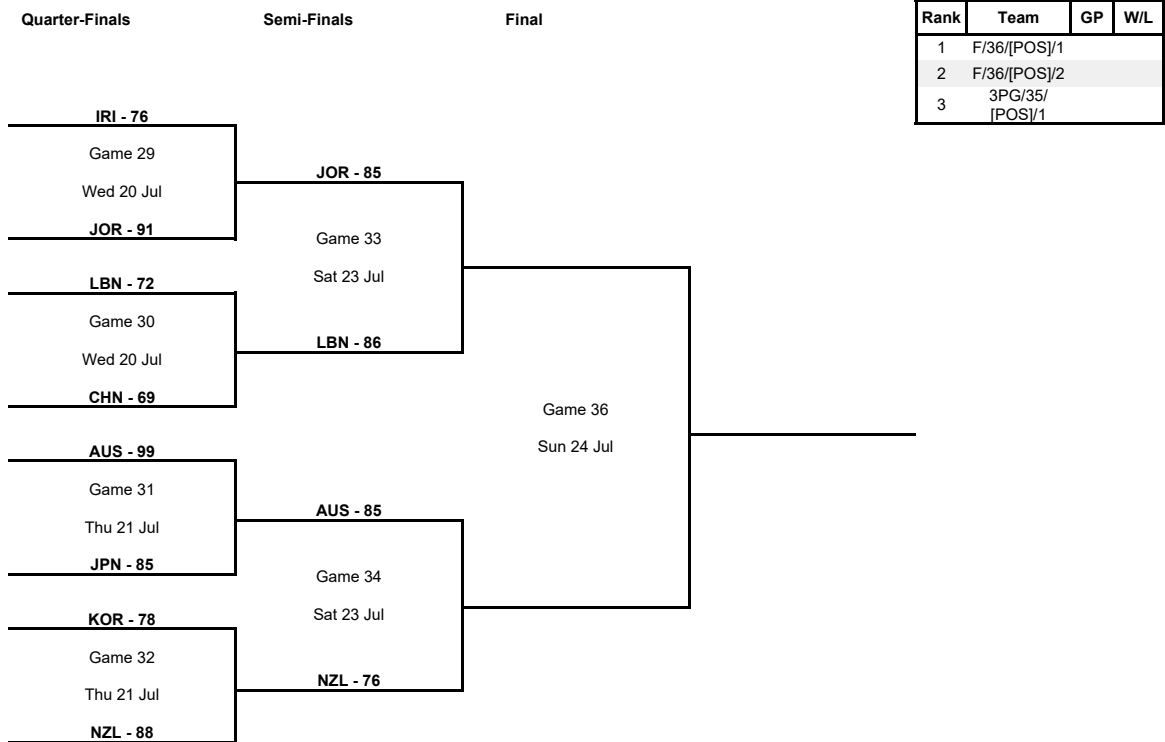 Quarter-Finals Semi-Finals Final
Rank Team GP W/L
1 F/36/[POS]/1
2 F/36/[POS]/2
3 3PG/35/
[POS]/1
IRI - 76
Game 29
Wed 20 Jul
JOR - 91
LBN - 72
Game 30
Wed 20 Jul
CHN - 69
AUS - 99
Game 31
Thu 21 Jul
JPN - 85
KOR - 78
Game 32
Thu 21 Jul
NZL - 88
JOR - 85
Game 33
Sat 23 Jul
LBN - 86
AUS - 85
Game 34
Sat 23 Jul
NZL - 76
Game 36
Sun 24 Jul